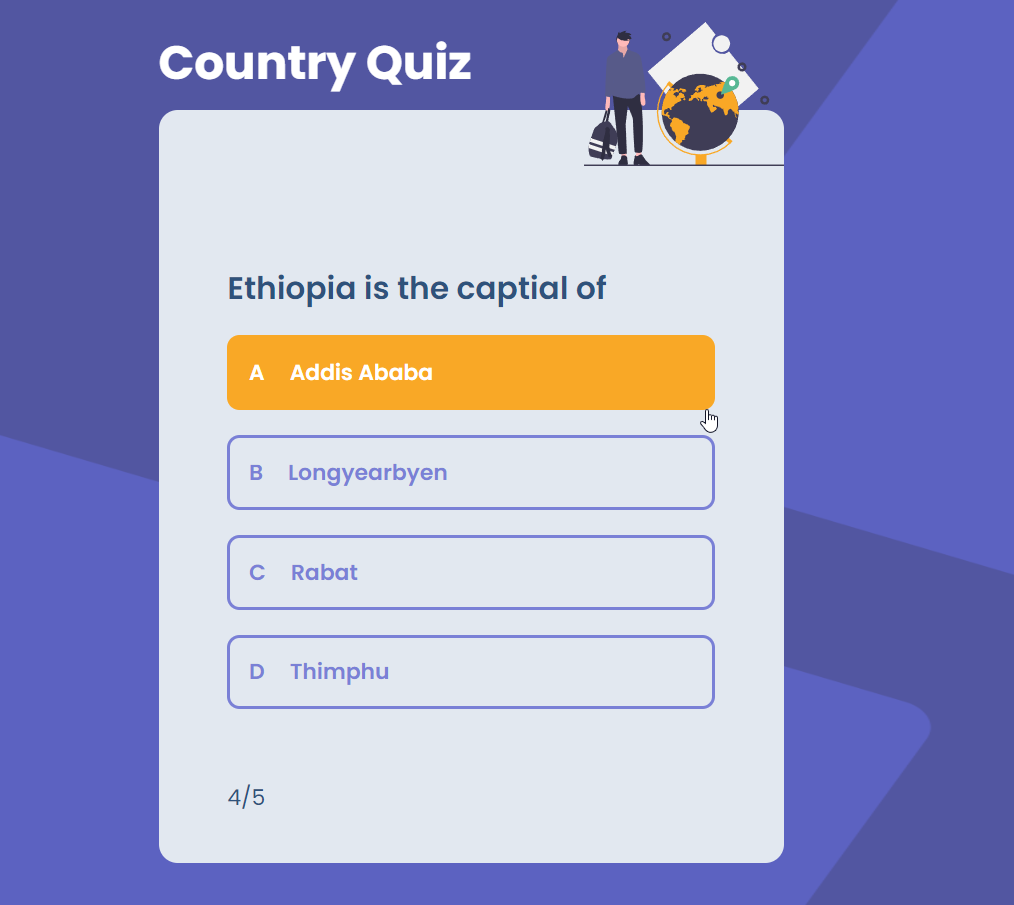 Country Quiz
Ethiopia is the captial of
A Addis Ababa
B Longyearbyen
C Rabat
D Thimphu
4/5